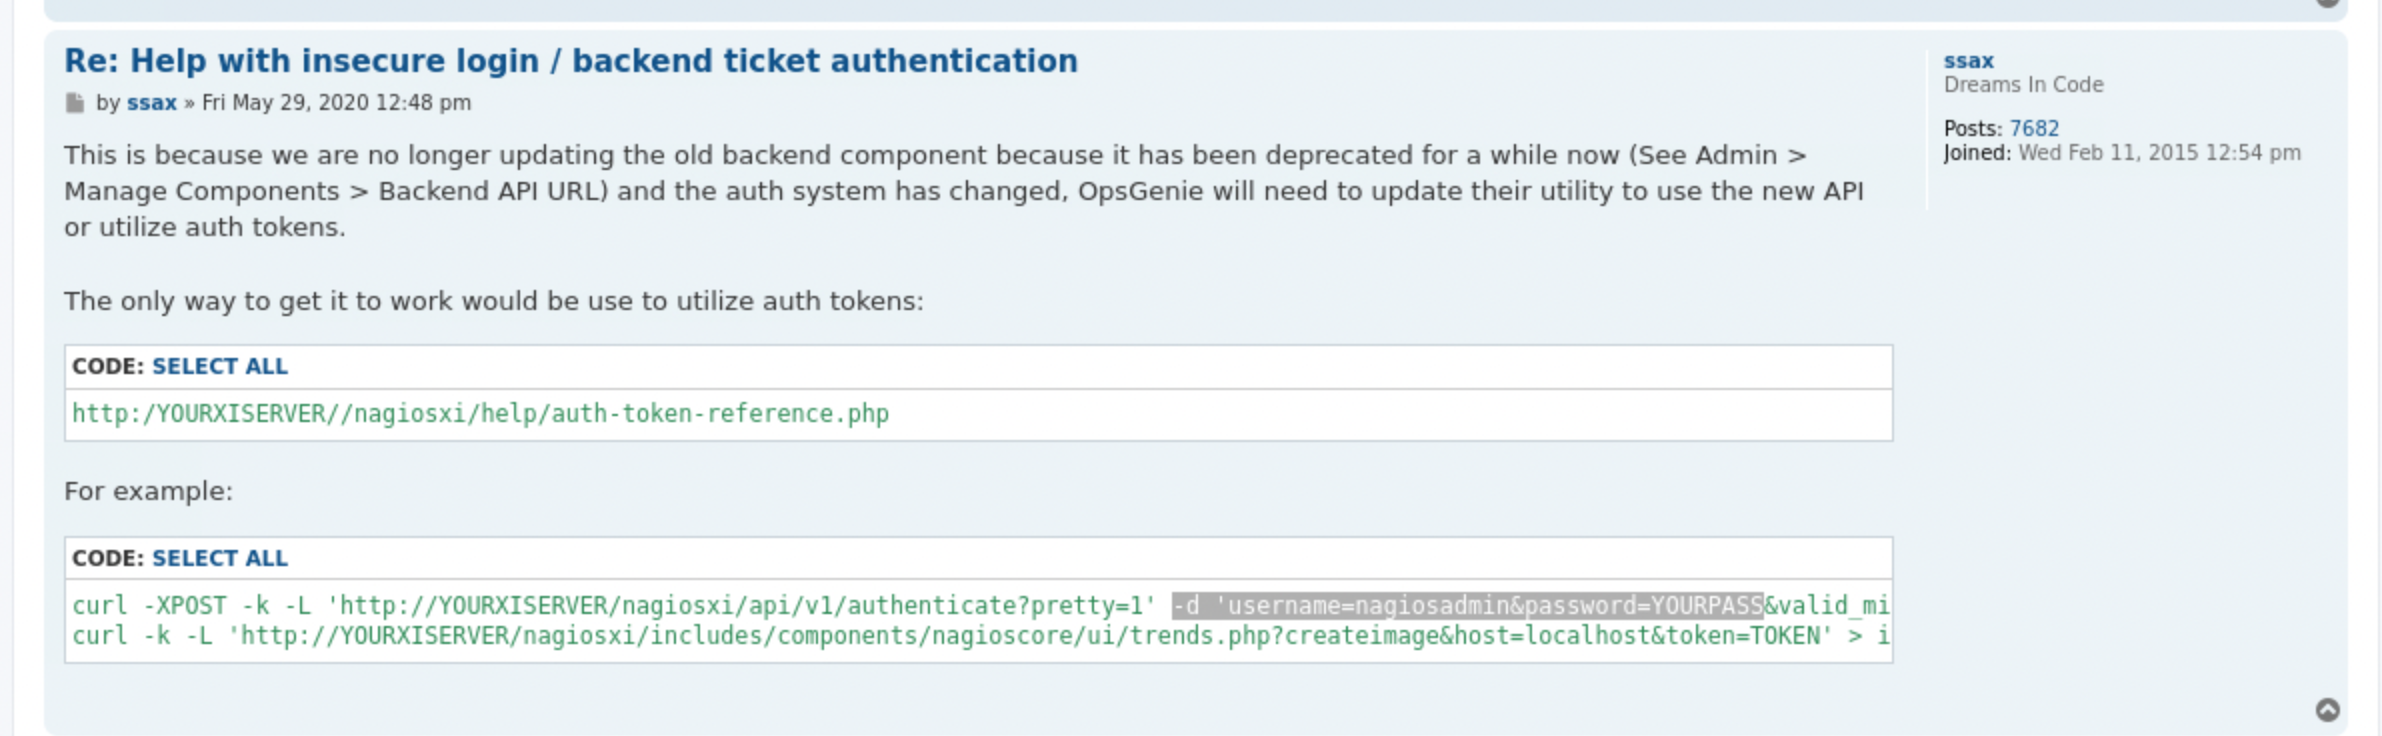 Re: Help with insecure login / backend ticket authentication
by ssax » Fri May 29, 2020 12:48 pm
This is because we are no longer updating the old backend component because it has been deprecated for a while now (See Admin >
Manage Components > Backend API URL) and the auth system has changed, OpsGenie will need to update their utility to use the new API
or utilize auth tokens.
The only way to get it to work would be use to utilize auth tokens:
CODE: SELECT ALL
http:/YOURXISERVER//nagiosxi/help/auth-token-reference.php
For example:
CODE: SELECT ALL
curl -XPOST -k -L 'http://YOURXISERVER/nagiosxi/api/v1/authenticate?pretty=1' -d 'username=nagiosadmin&password=YOURPASS&valid_mi
curl -k -L 'http://YOURXISERVER/nagiosxi/includes/components/nagioscore/ui/trends.php?createimage&host=localhost&token=TOKEN' > i
ssax
Dreams In Code
Posts: 7682
Joined: Wed Feb 11, 2015 12:54 pm